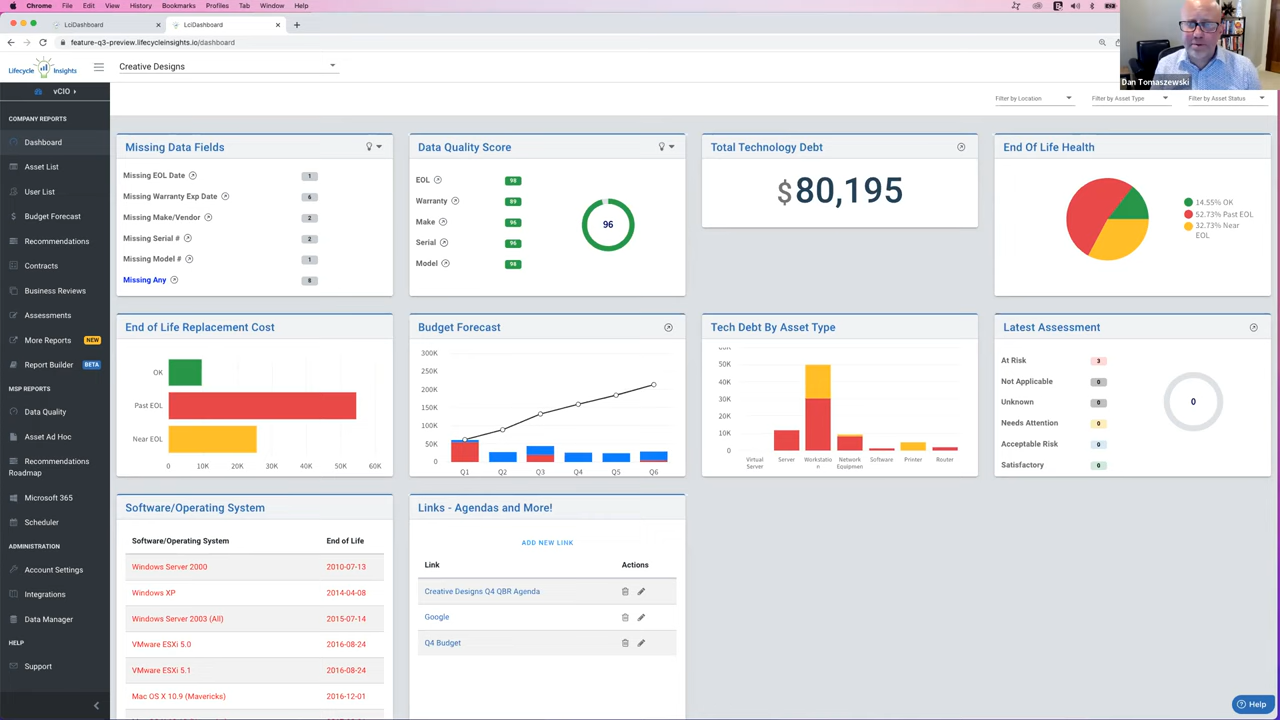 Chrome File Edit View History Bookmarks Profiles Tab Window Help
LciDashboard
LciDashboard
feature-q3-preview.lifecycleinsights.io/dashboard
Dan Tomaszewski
Lifecycle Insights
Creative Designs
vCIO
Filter by Location
Filter by Asset Type
Filter by Asset Status
COMPANY REPORTS
Dashboard
Asset List
User List
Budget Forecast
Recommendations
Contracts
Business Reviews
Assessments
More Reports NEW
Report Builder BETA
MSP REPORTS
Data Quality
Asset Ad Hoc
Recommendations
Roadmap
Microsoft 365
Scheduler
ADMINISTRATION
Account Settings
Integrations
Data Manager
HELP
Support
Missing Data Fields
Missing EOL Date 1
Missing Warranty Exp Date 6
Missing Make/Vendor 2
Missing Serial # 2
Missing Model # 1
Missing Any 8
Data Quality Score
EOL 98
Warranty 89
Make 96
Serial 96
Model 98
96
Total Technology Debt
$80,195
End Of Life Health
14.55% OK
52.73% Past EOL
32.73% Near
EOL
End of Life Replacement Cost
OK
Past EOL
Near EOL
0 10K 20K 30K 40K 50K 60K
Budget Forecast
300K
250K
200K
150K
100K
50K
0
Q1 Q2 Q3 Q4 Q5 Q6
Tech Debt By Asset Type
50K
40K
30K
20K
10K
0
Virtual
Server
Server
Workstatio
n
Network
Equipmen
Software
Printer
Router
Latest Assessment
At Risk 3
Not Applicable 0
Unknown 0
Needs Attention 0
Acceptable Risk 0
Satisfactory 0
0
Software/Operating System
Software/Operating System End of Life
Windows Server 2000 2010-07-13
Windows XP 2014-04-08
Windows Server 2003 (All) 2015-07-14
VMware ESXi 5.0 2016-08-24
VMware ESXi 5.1 2016-08-24
Mac OS X 10.9 (Mavericks) 2016-12-01
Links - Agendas and More!
ADD NEW LINK
Link Actions
Creative Designs Q4 QBR Agenda
Google
Q4 Budget
Help